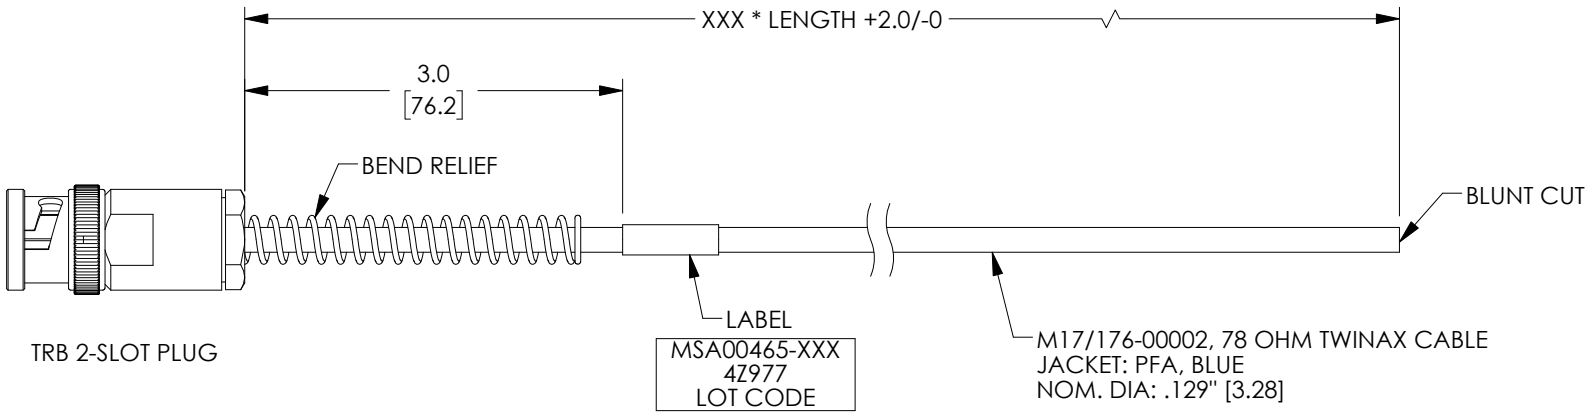 XXX * LENGTH +2.0/-0
3.0
[76.2]
BEND RELIEF
BLUNT CUT
LABEL
MSA00465-XXX
4Z977
LOT CODE
M17/176-00002, 78 OHM TWINAX CABLE
JACKET: PFA, BLUE
NOM. DIA: .129" [3.28]
TRB 2-SLOT PLUG